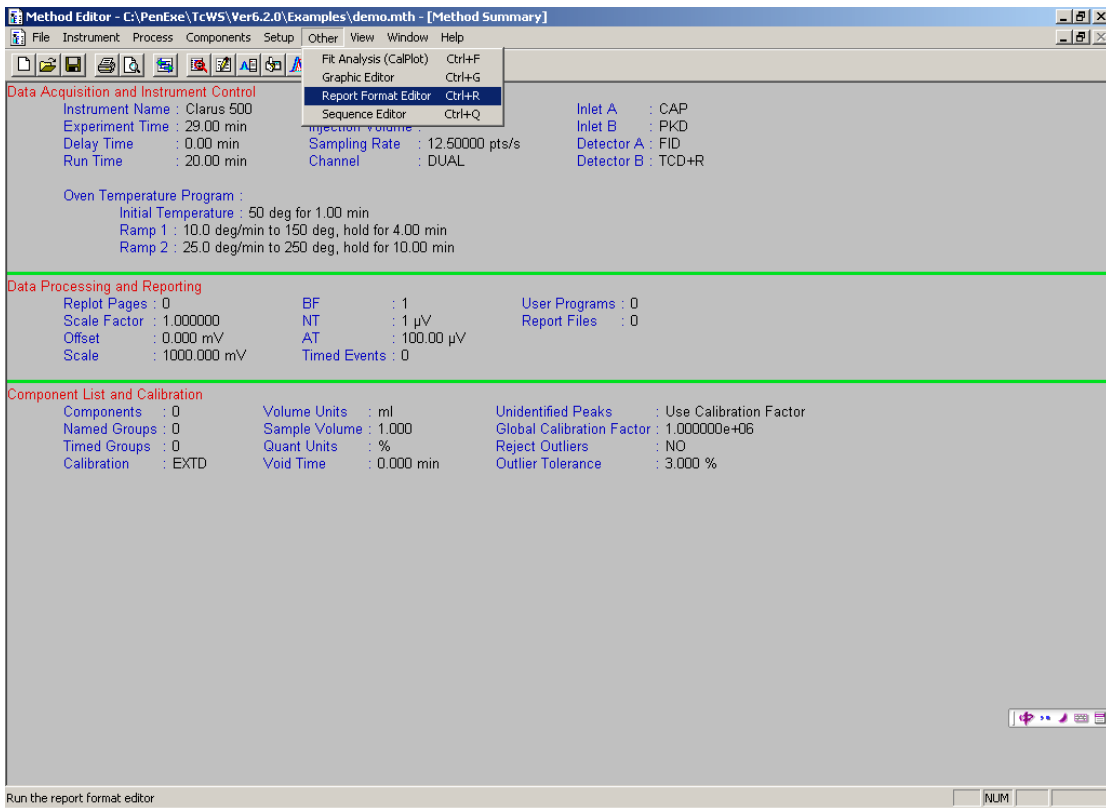 Method Editor - C:\PenExe\TcWS\Ver6.2.0\Examples\demo.mth - [Method Summary]
File Instrument Process Components Setup Other View Window Help
Fit Analysis (CalPlot) Ctrl+F
Graphic Editor Ctrl+G
Report Format Editor Ctrl+R
Sequence Editor Ctrl+Q
Data Acquisition and Instrument Control
Instrument Name : Clarus 500 Inlet A : CAP
Experiment Time : 29.00 min Injection Volume : Inlet B : PKD
Delay Time : 0.00 min Sampling Rate : 12.50000 pts/s Detector A : FID
Run Time : 20.00 min Channel : DUAL Detector B : TCD+R
Oven Temperature Program :
Initial Temperature : 50 deg for 1.00 min
Ramp 1 : 10.0 deg/min to 150 deg, hold for 4.00 min
Ramp 2 : 25.0 deg/min to 250 deg, hold for 10.00 min
Data Processing and Reporting
Replot Pages : 0 BF : 1 User Programs : 0
Scale Factor : 1.000000 NT : 1 µV Report Files : 0
Offset : 0.000 mV AT : 100.00 µV
Scale : 1000.000 mV Timed Events : 0
Component List and Calibration
Components : 0 Volume Units : ml Unidentified Peaks : Use Calibration Factor
Named Groups : 0 Sample Volume : 1.000 Global Calibration Factor : 1.000000e+06
Timed Groups : 0 Quant Units : % Reject Outliers : NO
Calibration : EXTD Void Time : 0.000 min Outlier Tolerance : 3.000 %
中
Run the report format editor NUM